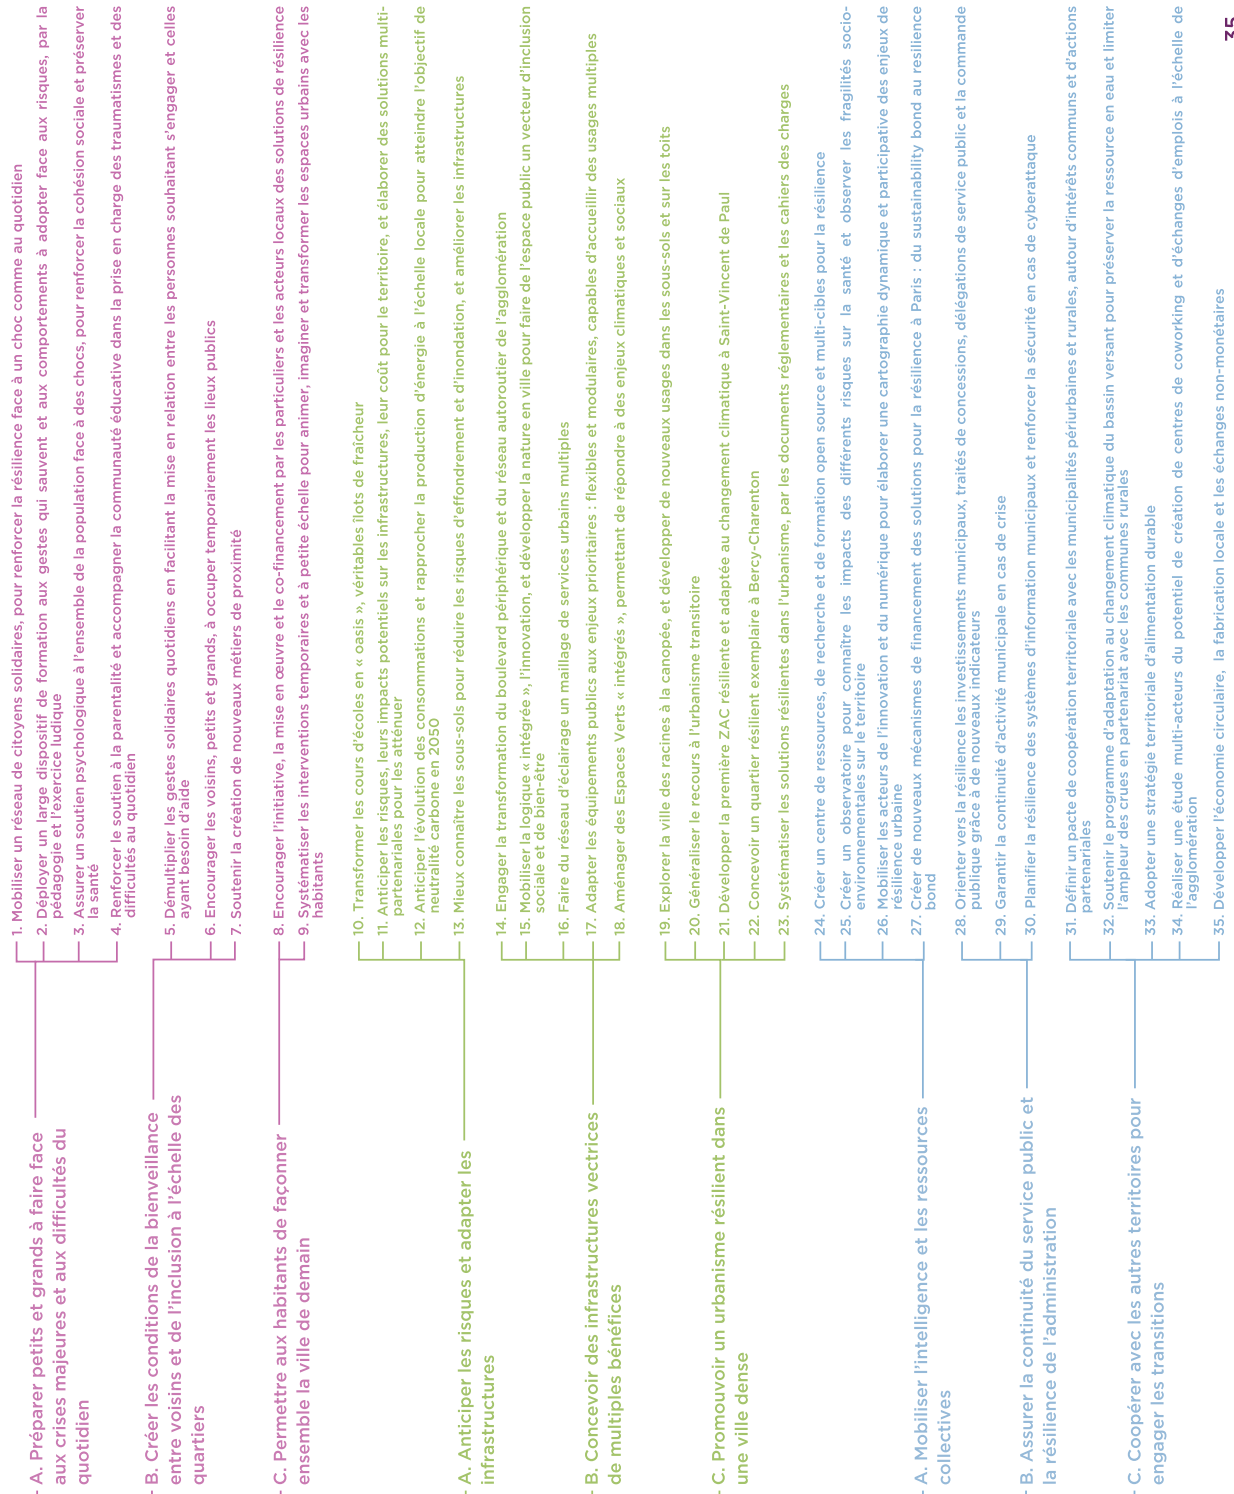 - A. Préparer petits et grands à faire face
aux crises majeures et aux difficultés du
quotidien
1. Mobiliser un réseau de citoyens solidaires, pour renforcer la résilience face à un choc comme au quotidien
2. Déployer un large dispositif de formation aux gestes qui sauvent et aux comportements à adopter face aux risques, par la
pédagogie et l'exercice ludique
3. Assurer un soutien psychologique à l'ensemble de la population face à des chocs, pour renforcer la cohésion sociale et préserver
la santé
4. Renforcer le soutien à la parentalité et accompagner la communauté éducative dans la prise en charge des traumatismes et des
difficultés au quotidien
- B. Créer les conditions de la bienveillance
entre voisins et de l'inclusion à l'échelle des
quartiers
5. Démultiplier les gestes solidaires quotidiens en facilitant la mise en relation entre les personnes souhaitant s'engager et celles
ayant besoin d'aide
6. Encourager les voisins, petits et grands, à occuper temporairement les lieux publics
7. Soutenir la création de nouveaux métiers de proximité
- C. Permettre aux habitants de façonner
ensemble la ville de demain
8. Encourager l'initiative, la mise en œuvre et le co-financement par les particuliers et les acteurs locaux des solutions de résilience
9. Systématiser les interventions temporaires et à petite échelle pour animer, imaginer et transformer les espaces urbains avec les
habitants
- A. Anticiper les risques et adapter les
infrastructures
10. Transformer les cours d'écoles en « oasis », véritables îlots de fraîcheur
11. Anticiper les risques, leurs impacts potentiels sur les infrastructures, leur coût pour le territoire, et élaborer des solutions multi-
partenariales pour les atténuer
12. Anticiper l'évolution des consommations et rapprocher la production d'énergie à l'échelle locale pour atteindre l'objectif de
neutralité carbone en 2050
13. Mieux connaître les sous-sols pour réduire les risques d'effondrement et d'inondation, et améliorer les infrastructures
- B. Concevoir des infrastructures vectrices
de multiples bénéfices
14. Engager la transformation du boulevard périphérique et du réseau autoroutier de l'agglomération
15. Mobiliser la logique « intégrée », l'innovation, et développer la nature en ville pour faire de l'espace public un vecteur d'inclusion
sociale et de bien-être
16. Faire du réseau d'éclairage un maillage de services urbains multiples
17. Adapter les équipements publics aux enjeux prioritaires : flexibles et modulaires, capables d'accueillir des usages multiples
18. Aménager des Espaces Verts « intégrés », permettant de répondre à des enjeux climatiques et sociaux
- C. Promouvoir un urbanisme résilient dans
une ville dense
19. Explorer la ville des racines à la canopée, et développer de nouveaux usages dans les sous-sols et sur les toits
20. Généraliser le recours à l'urbanisme transitoire
21. Développer la première ZAC résiliente et adaptée au changement climatique à Saint-Vincent de Paul
22. Concevoir un quartier résilient exemplaire à Bercy-Charenton
23. Systématiser les solutions résilientes dans l'urbanisme, par les documents réglementaires et les cahiers des charges
- A. Mobiliser l'intelligence et les ressources
collectives
24. Créer un centre de ressources, de recherche et de formation open source et multi-cibles pour la résilience
25. Créer un observatoire pour connaître les impacts des différents risques sur la santé et observer les fragilités socio-
environnementales sur le territoire
26. Mobiliser les acteurs de l'innovation et du numérique pour élaborer une cartographie dynamique et participative des enjeux de
résilience urbaine
27. Créer de nouveaux mécanismes de financement des solutions pour la résilience à Paris : du sustainability bond au resilience
bond
- B. Assurer la continuité du service public et
la résilience de l'administration
28. Orienter vers la résilience les investissements municipaux, traités de concessions, délégations de service public et la commande
publique grâce à de nouveaux indicateurs
29. Garantir la continuité d'activité municipale en cas de crise
30. Planifier la résilience des systèmes d'information municipaux et renforcer la sécurité en cas de cyberattaque
- C. Coopérer avec les autres territoires pour
engager les transitions
31. Définir un pacte de coopération territoriale avec les municipalités périurbaines et rurales, autour d'intérêts communs et d'actions
partenariales
32. Soutenir le programme d'adaptation au changement climatique du bassin versant pour préserver la ressource en eau et limiter
l'ampleur des crues en partenariat avec les communes rurales
33. Adopter une stratégie territoriale d'alimentation durable
34. Réaliser une étude multi-acteurs du potentiel de création de centres de coworking et d'échanges d'emplois à l'échelle de
l'agglomération
35. Développer l'économie circulaire, la fabrication locale et les échanges non-monétaires
35